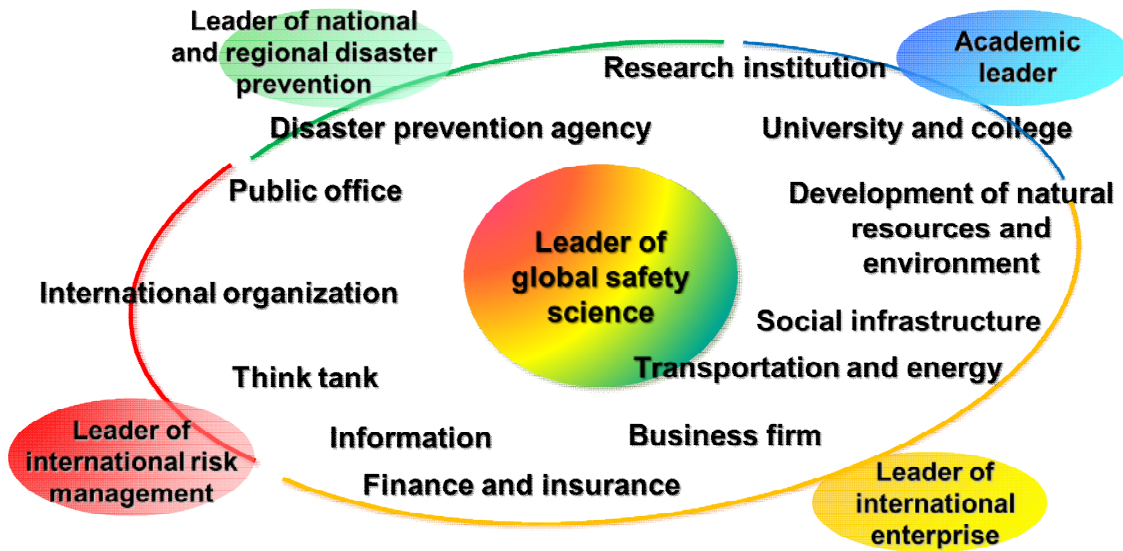 Leader of national
and regional disaster
prevention
Academic
leader
Research institution
Disaster prevention agency
University and college
Public office
Development of natural
resources and
environment
Leader of
global safety
science
International organization
Social infrastructure
Transportation and energy
Think tank
Leader of
international risk
management
Information
Business firm
Finance and insurance
Leader of
international
enterprise